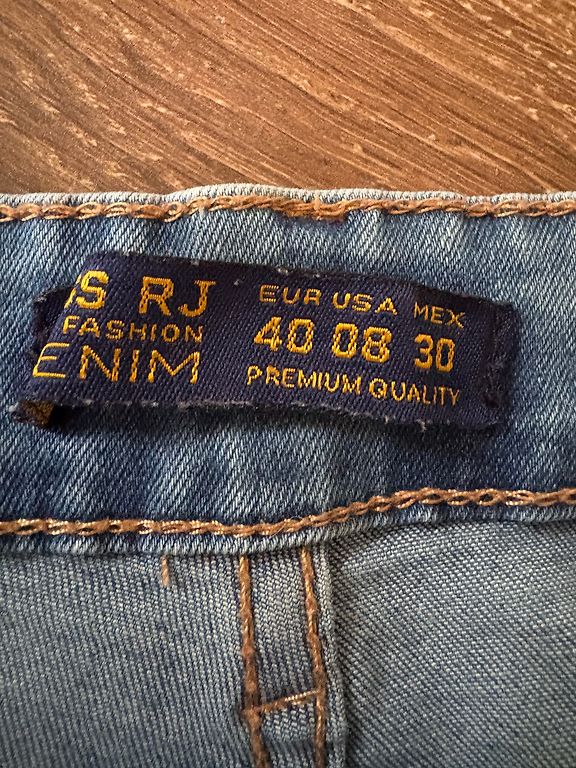 S RJ
FASHION
ENIM
EUR USA MEX
40 08 30
PREMIUM QUALITY